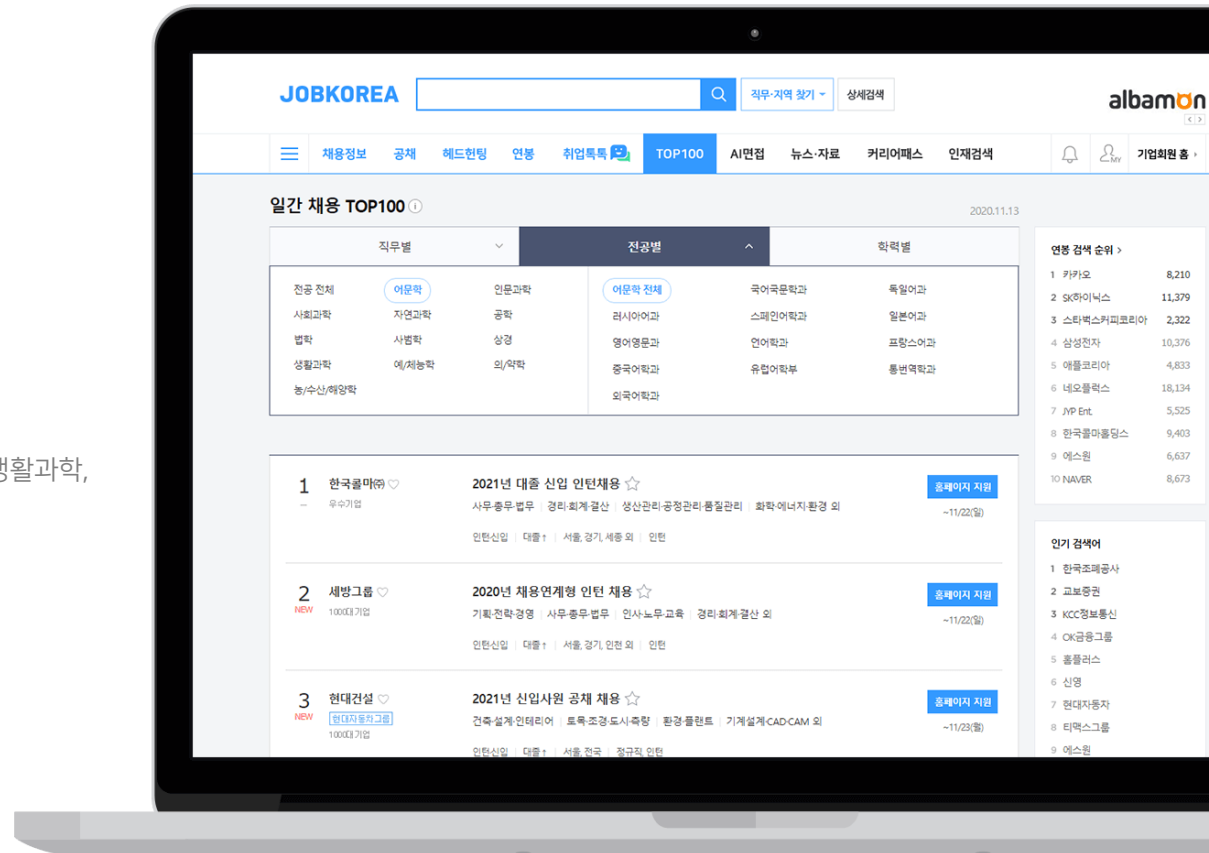 생활과학,
JOBKOREA
직무·지역 찾기
상세검색
albamon
채용정보 공채 헤드헌팅 연봉 취업톡톡 TOP100 AI면접 뉴스·자료 커리어패스 인재검색 MY 기업회원 홈
일간 채용 TOP100
2020.11.13
직무별 전공별 학력별
전공 전체 어문학 인문과학
사회과학 자연과학 공학
법학 사범학 상경
생활과학 예/체능학 의/약학
농/수산/해양학
어문학 전체 국어국문학과 독일어과
러시아어과 스페인어학과 일본어과
영어영문과 언어학과 프랑스어과
중국어학과 유럽어학부 통번역학과
외국어학과
1 한국콜마㈜ 2021년 대졸 신입 인턴채용 홈페이지 지원
우수기업 사무·총무·법무 경리·회계·결산 생산관리·공정관리·품질관리 화학·에너지·환경 외 ~11/22(일)
인턴신입 대졸↑ 서울, 경기, 세종 외 인턴
2 세방그룹 2020년 채용연계형 인턴 채용 홈페이지 지원
NEW 1000대기업 기획·전략·경영 사무·총무·법무 인사·노무·교육 경리·회계·결산 외 ~11/22(일)
인턴신입 대졸↑ 서울, 경기, 인천 외 인턴
3 현대건설 2021년 신입사원 공채 채용 홈페이지 지원
NEW 현대자동차그룹 건축·설계·인테리어 토목·조경·도시·측량 환경·플랜트 기계설계·CAD·CAM 외 ~11/23(월)
1000대기업
인턴신입 대졸↑ 서울, 전국 정규직, 인턴
연봉 검색 순위 >
1 카카오 8,210
2 SK하이닉스 11,379
3 스타벅스커피코리아 2,322
4 삼성전자 10,376
5 애플코리아 4,833
6 네오플럭스 18,134
7 JYP Ent. 5,525
8 한국콜마홀딩스 9,403
9 에스원 6,637
10 NAVER 8,673
인기 검색어
1 한국조폐공사
2 교보증권
3 KCC정보통신
4 OK금융그룹
5 홈플러스
6 신영
7 현대자동차
8 티맥스그룹
9 에스원